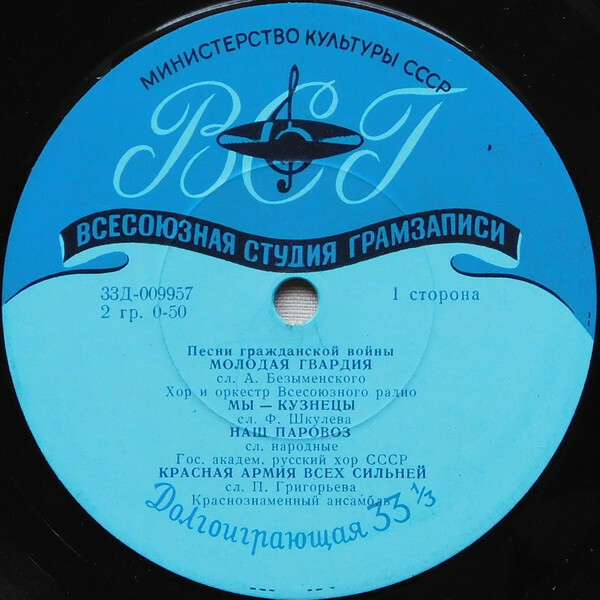 МИНИСТЕРСТВО КУЛЬТУРЫ СССР
ВСГ
ВСЕСОЮЗНАЯ СТУДИЯ ГРАМЗАПИСИ
33Д-009957
2 гр. 0-50
1 сторона
Песни гражданской войны
МОЛОДАЯ ГВАРДИЯ
сл. А. Безыменского
Хор и оркестр Всесоюзного радио
МЫ — КУЗНЕЦЫ
сл. Ф. Шкулева
НАШ ПАРОВОЗ
сл. народные
Гос. академ. русский хор СССР
КРАСНАЯ АРМИЯ ВСЕХ СИЛЬНЕЙ
сл. П. Григорьева
Краснознаменный ансамбль
Долгоиграющая 33 1/3